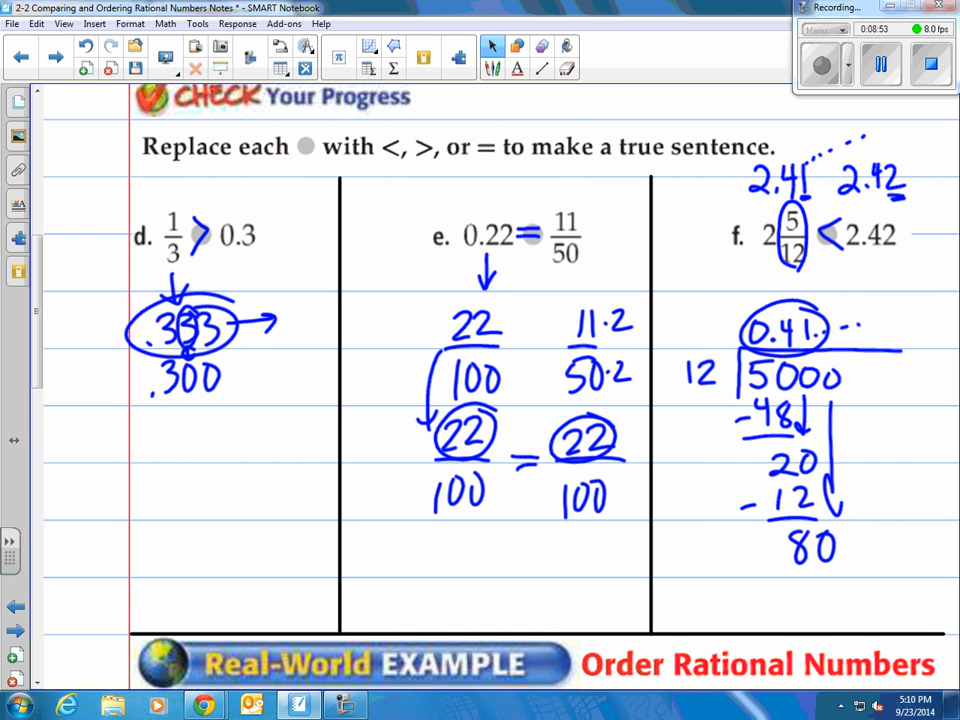 2-2 Comparing and Ordering Rational Numbers Notes * - SMART Notebook
Recording...
File Edit View Insert Format Tools Response Add-ons Help
Menu
0:08:53
8.0 fps
CHECK Your Progress
Replace each ● with <, >, or = to make a true sentence.
2.41... 2.42
d. 1/3 > 0.3
e. 0.22 = 11/50
f. 2 5/12 < 2.42
.333 →
.300
22/100
11·2/50·2
22/100 = 22/100
0.41...
12 5000
-48
20
-12
80
Real-World EXAMPLE Order Rational Numbers
5:10 PM
9/23/2014